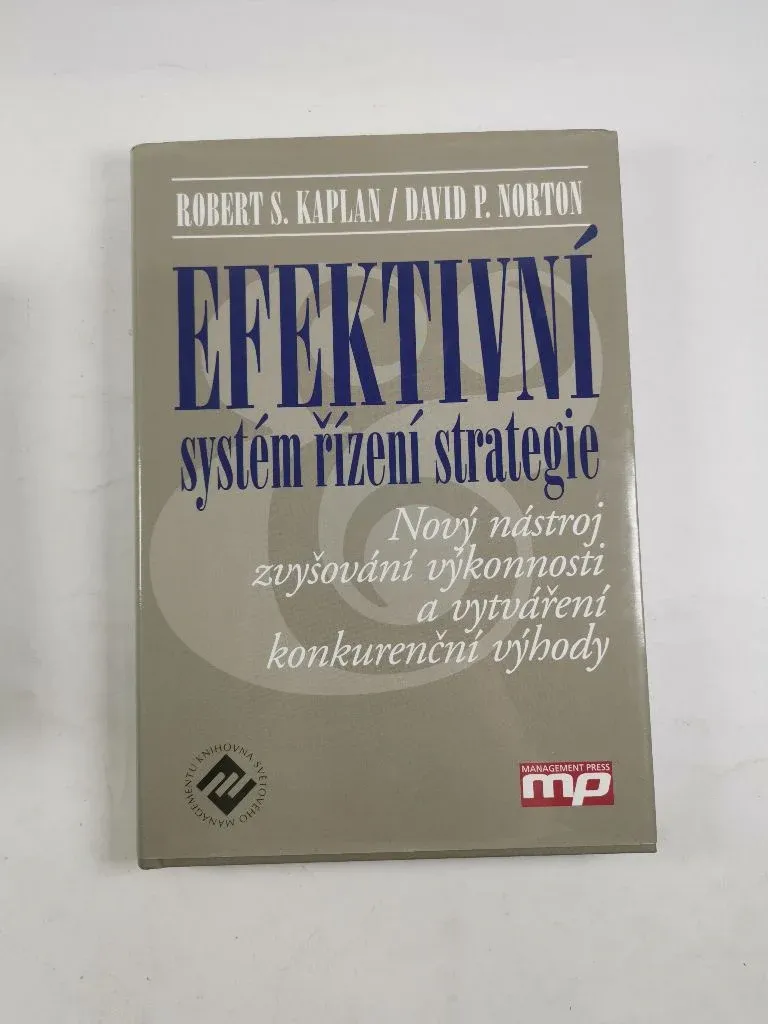 ROBERT S. KAPLAN / DAVID P. NORTON
EFEKTIVNÍ
systém řízení strategie
Nový nástroj
zvyšování výkonnosti
a vytváření
konkurenční výhody
KNIHOVNA SVĚTOVÉHO MANAGEMENTU
MANAGEMENT PRESS
mp